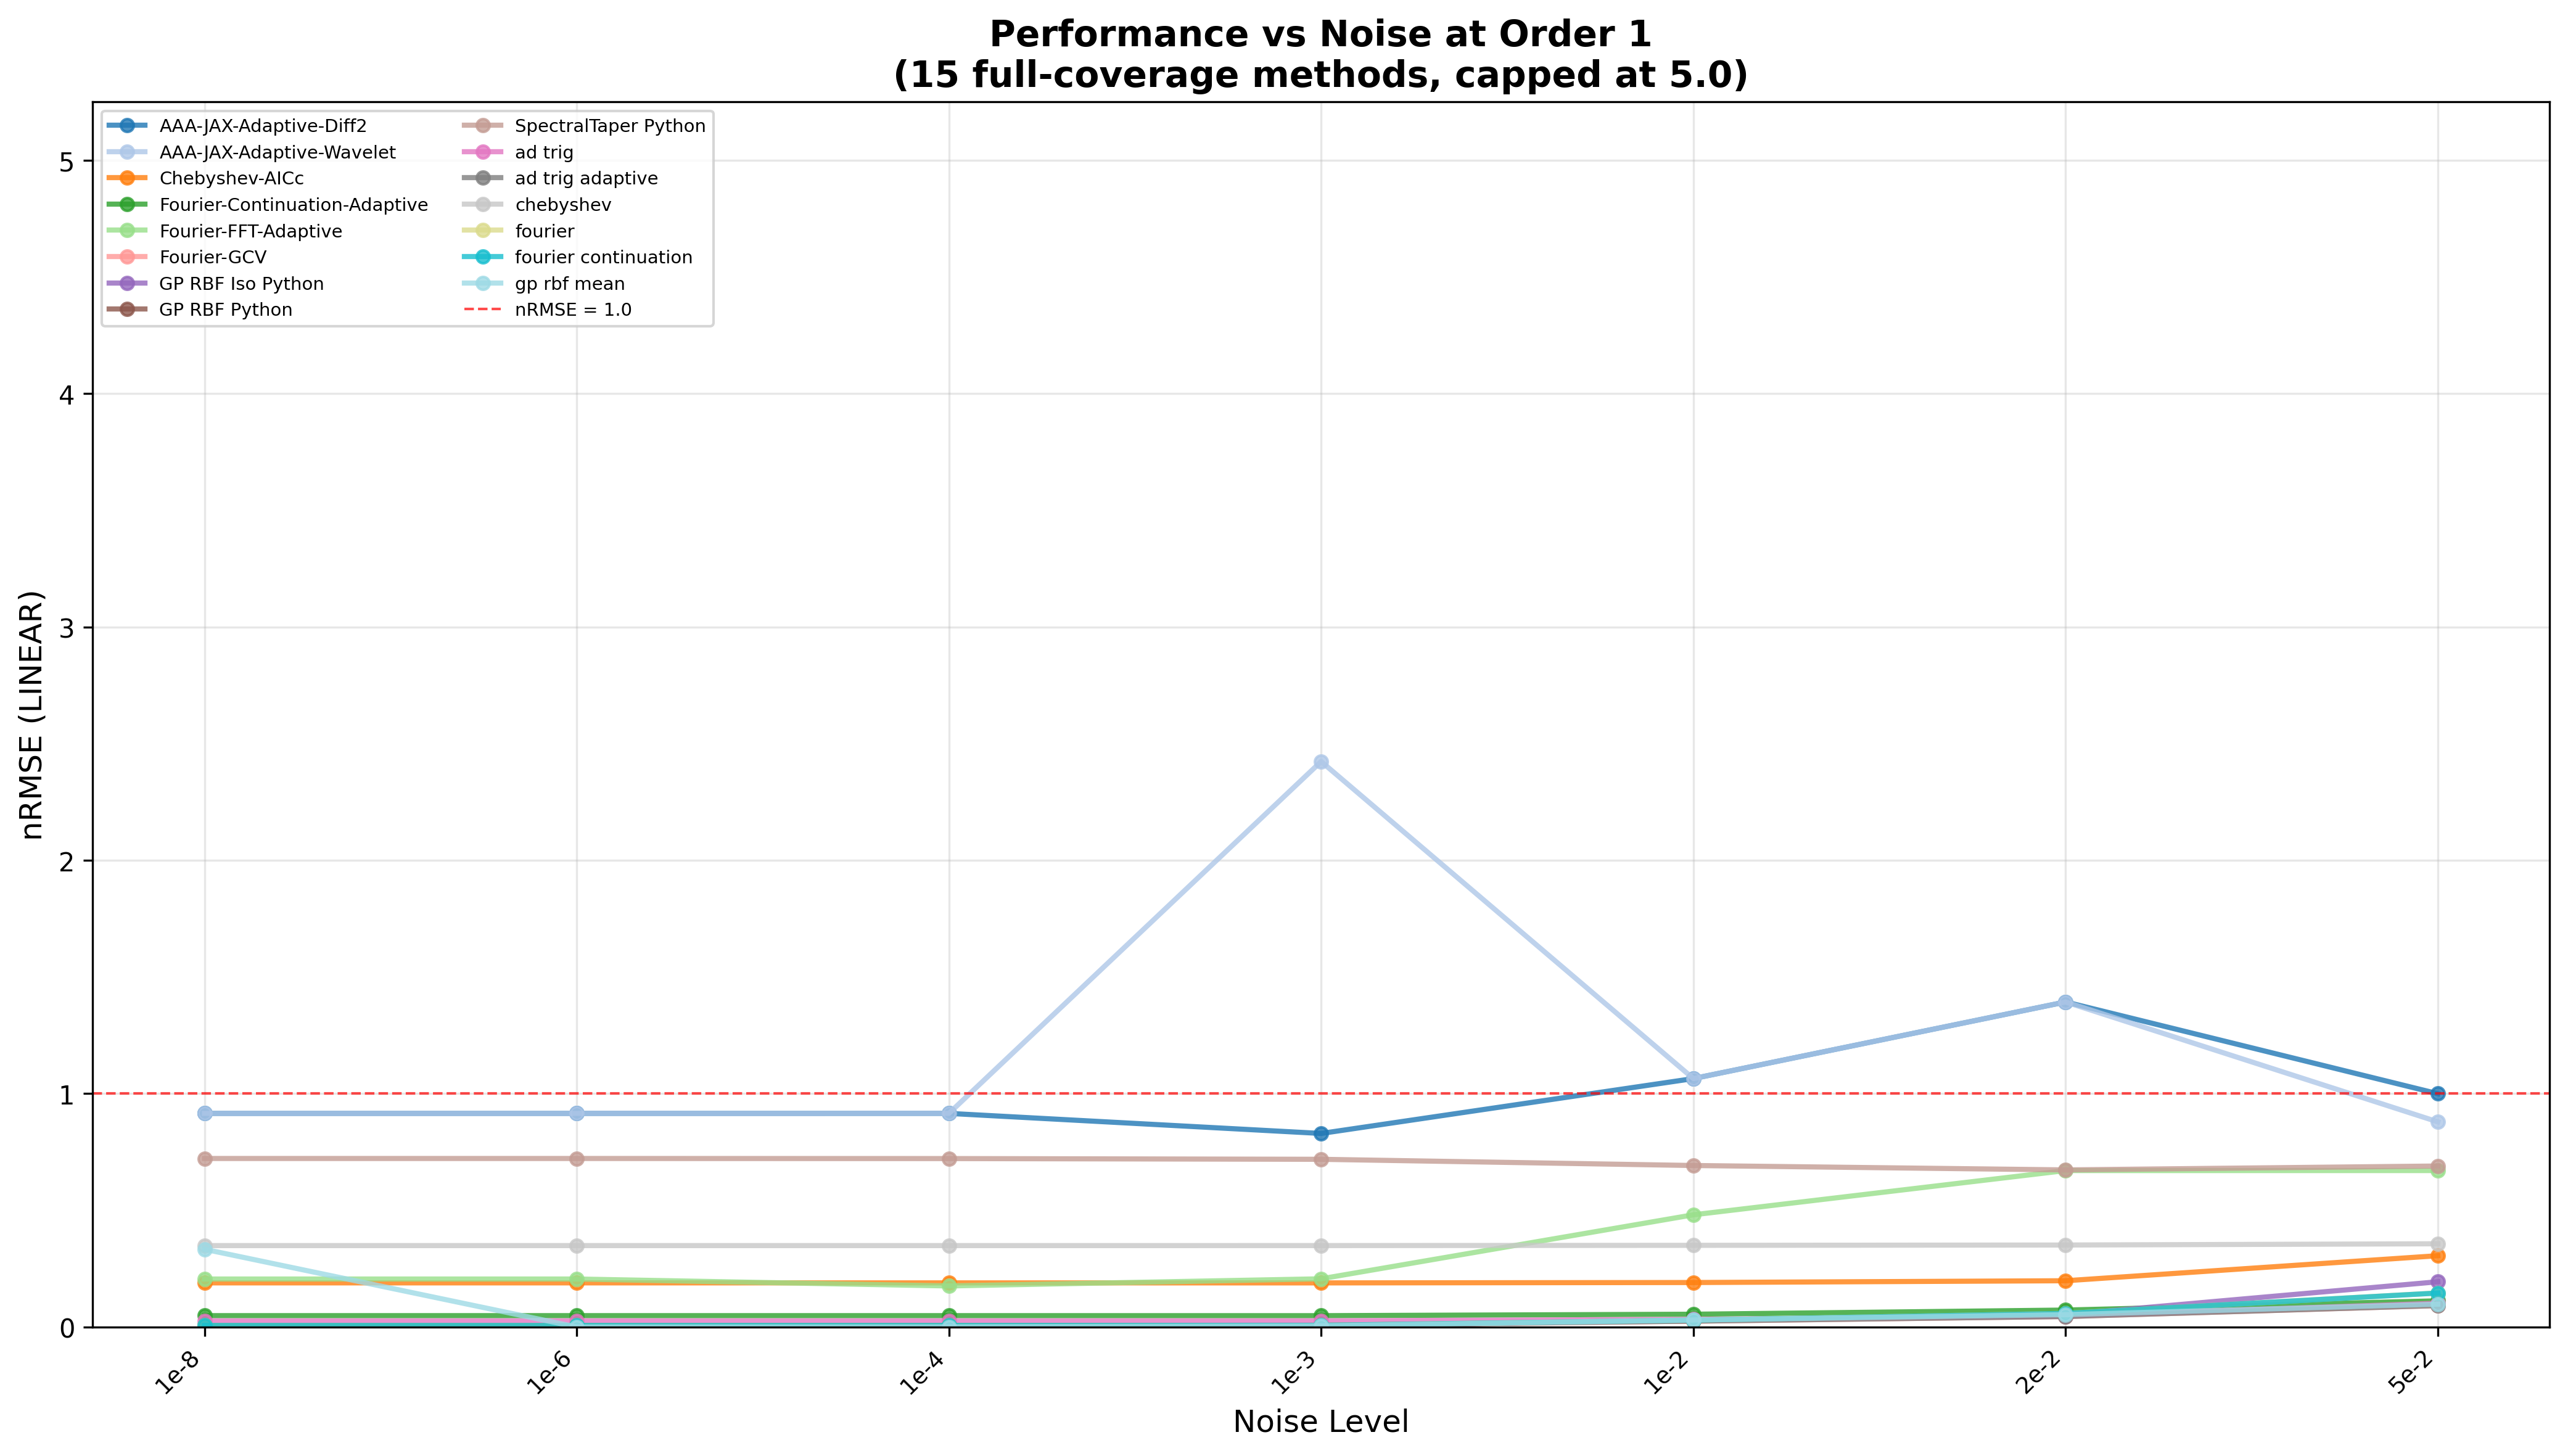 Performance vs Noise at Order 1
(15 full-coverage methods, capped at 5.0)
AAA-JAX-Adaptive-Diff2
AAA-JAX-Adaptive-Wavelet
Chebyshev-AICc
Fourier-Continuation-Adaptive
Fourier-FFT-Adaptive
Fourier-GCV
GP RBF Iso Python
GP RBF Python
SpectralTaper Python
ad trig
ad trig adaptive
chebyshev
fourier
fourier continuation
gp rbf mean
nRMSE = 1.0
nRMSE (LINEAR)
5
4
3
2
1
0
1e-8
1e-6
1e-4
1e-3
1e-2
2e-2
5e-2
Noise Level